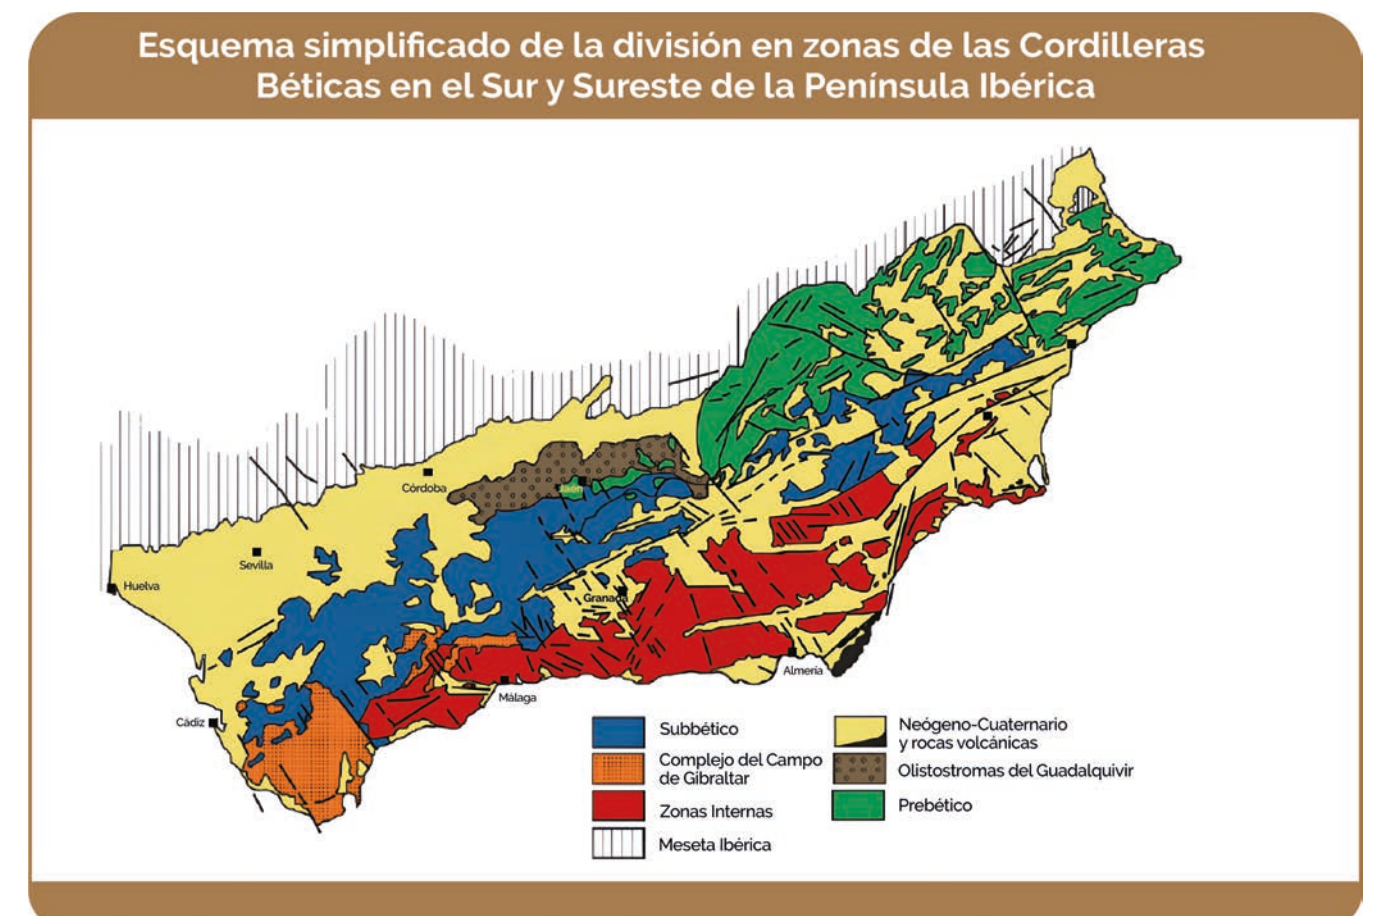 Esquema simplificado de la división en zonas de las Cordilleras
Béticas en el Sur y Sureste de la Península Ibérica
Córdoba
Jaén
Sevilla
Huelva
Granada
Almería
Málaga
Cádiz
Subbético
Complejo del Campo
de Gibraltar
Zonas Internas
Meseta Ibérica
Neógeno-Cuaternario
y rocas volcánicas
Olistostromas del Guadalquivir
Prebético